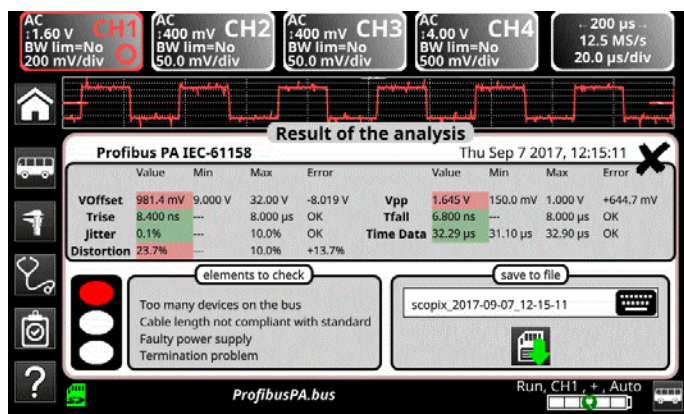 AC
↕1.60 V CH1
BW lim=No
200 mV/div
AC
↕400 mV CH2
BW lim=No
50.0 mV/div
AC
↕400 mV CH3
BW lim=No
50.0 mV/div
AC
↕4.00 V CH4
BW lim=No
500 mV/div
←200 µs→
12.5 MS/s
20.0 µs/div
Result of the analysis
Profibus PA IEC-61158 Thu Sep 7 2017, 12:15:11
Value Min Max Error Value Min Max Error
VOffset 981.4 mV 9.000 V 32.00 V -8.019 V Vpp 1.645 V 150.0 mV 1.000 V +644.7 mV
Trise 8.400 ns --- 8.000 µs OK Tfall 6.800 ns --- 8.000 µs OK
Jitter 0.1% --- 10.0% OK Time Data 32.29 µs 31.10 µs 32.90 µs OK
Distortion 23.7% --- 10.0% +13.7%
elements to check
Too many devices on the bus
Cable length not compliant with standard
Faulty power supply
Termination problem
save to file
scopix_2017-09-07_12-15-11
?
ProfibusPA.bus
Run, CH1 , + , Auto